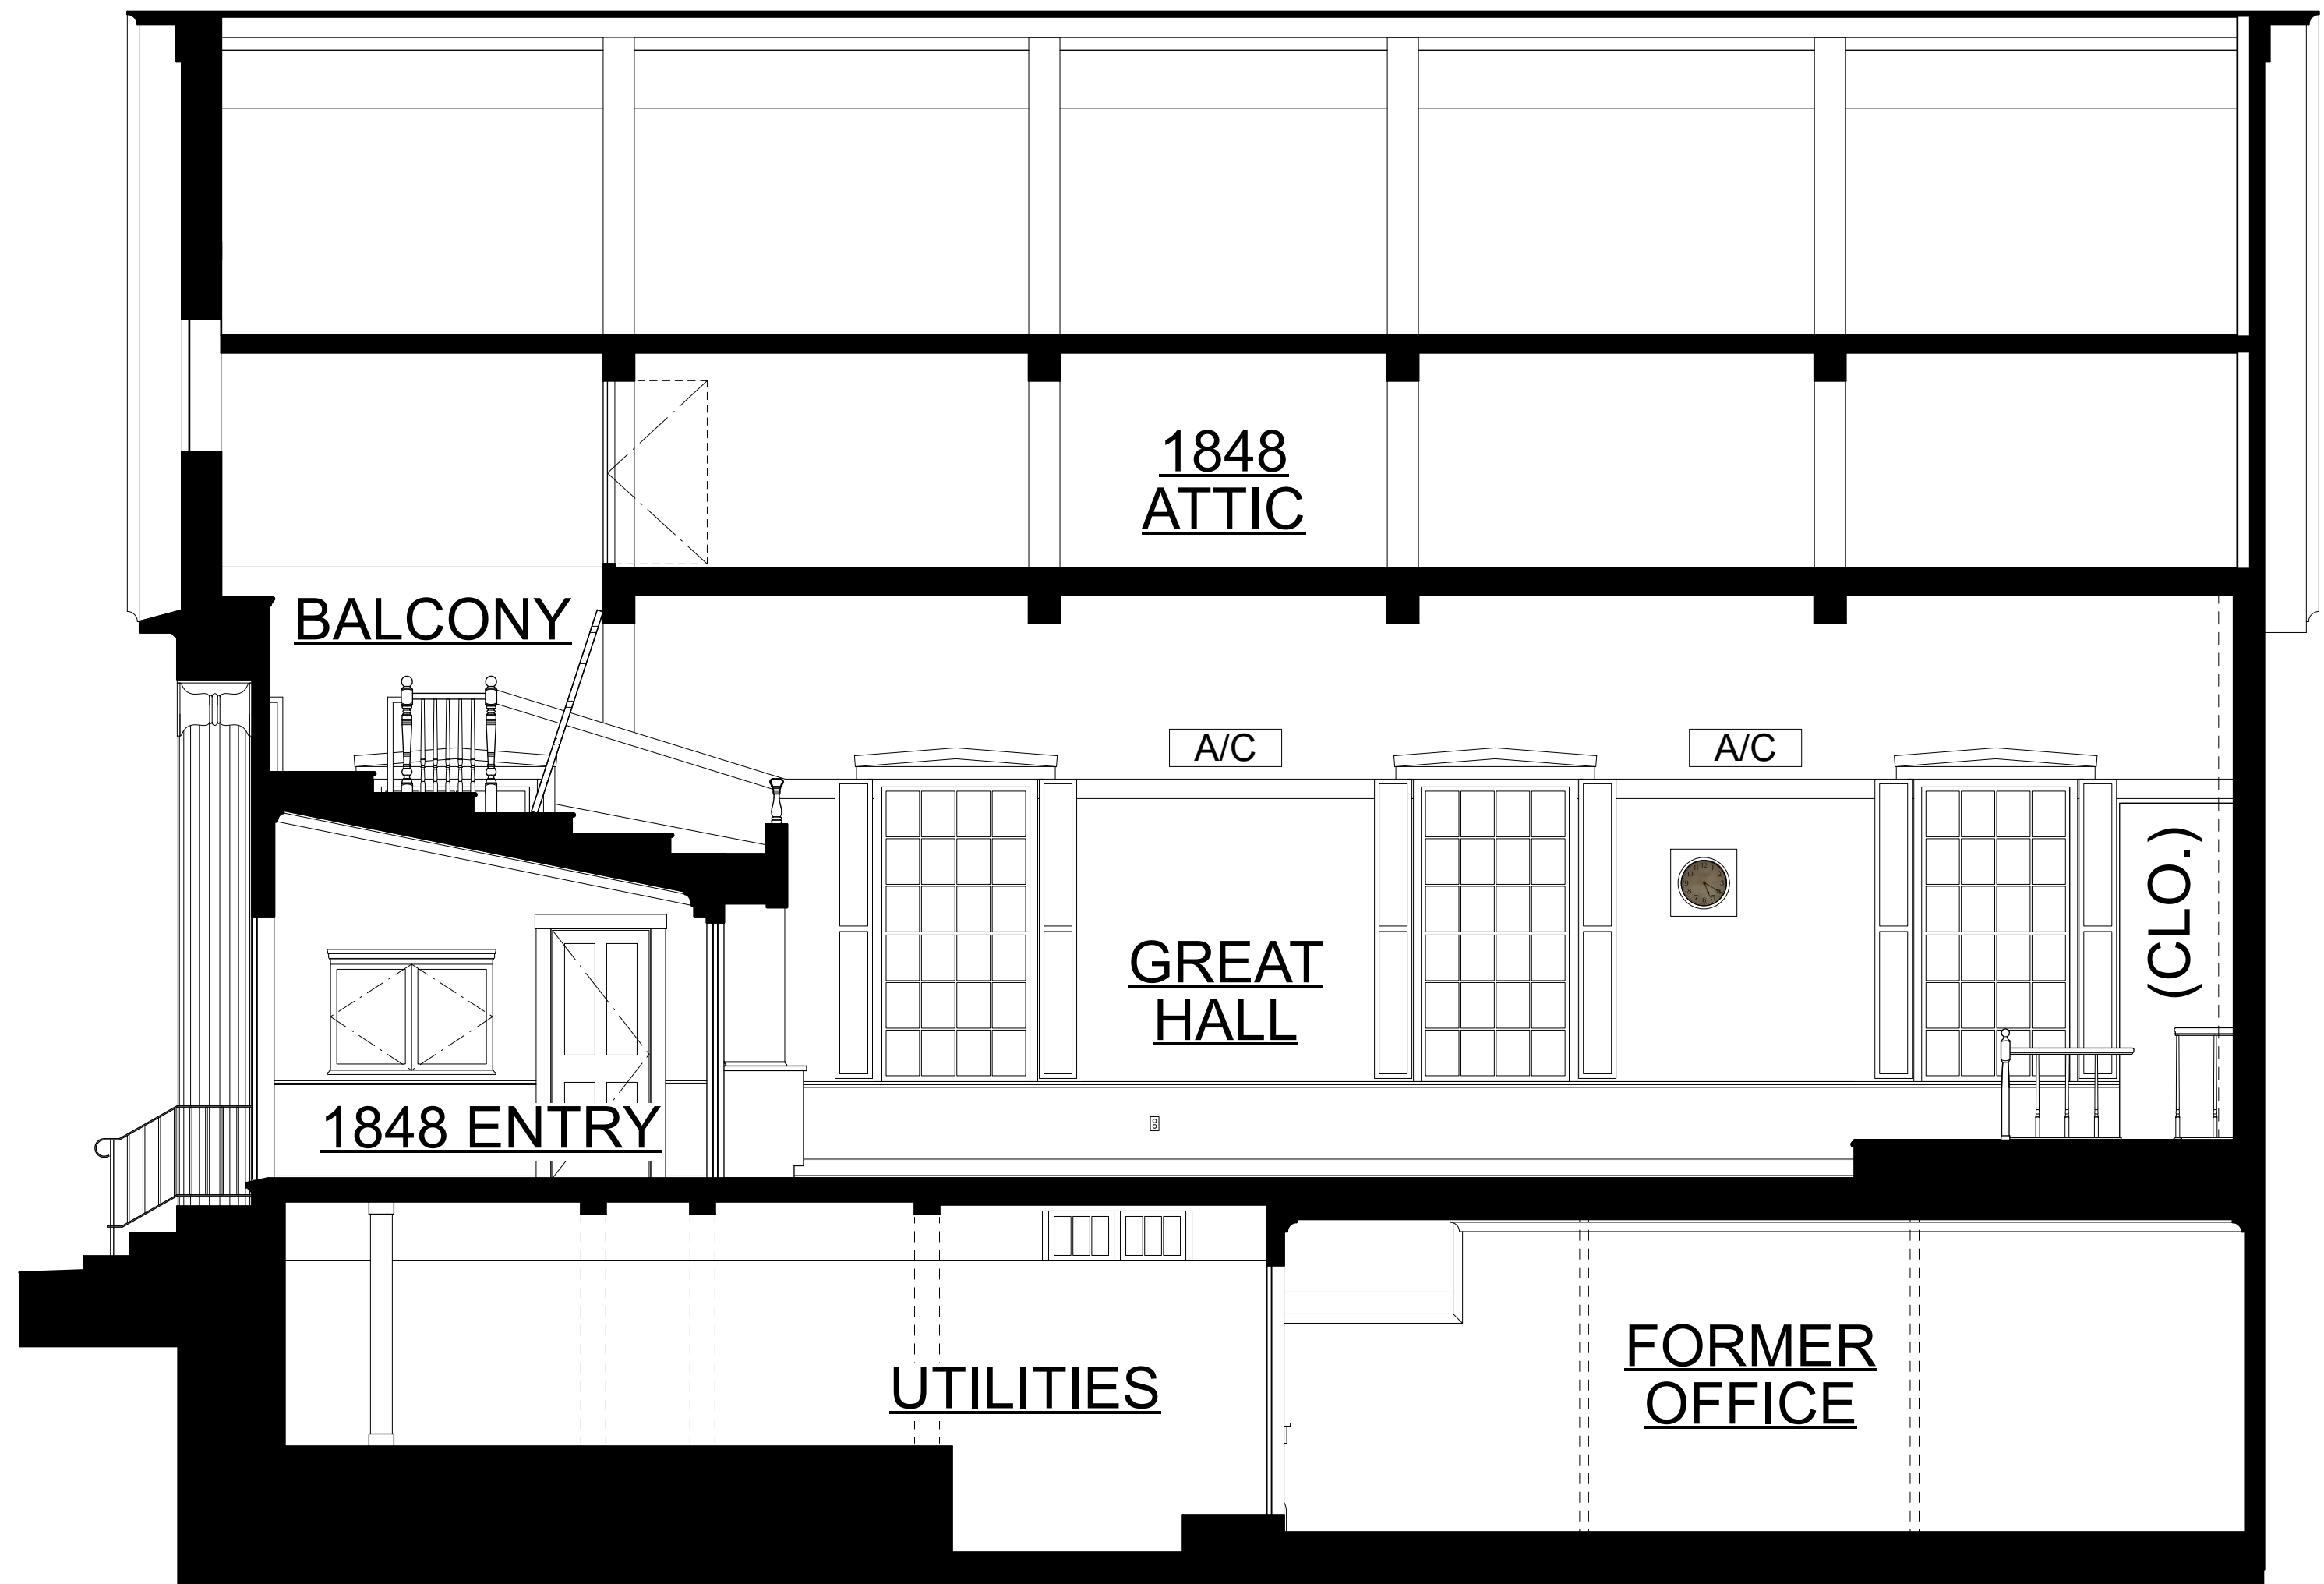 1848
ATTIC
BALCONY
A/C
A/C
(CLO.)
GREAT
HALL
1848 ENTRY
UTILITIES
FORMER
OFFICE